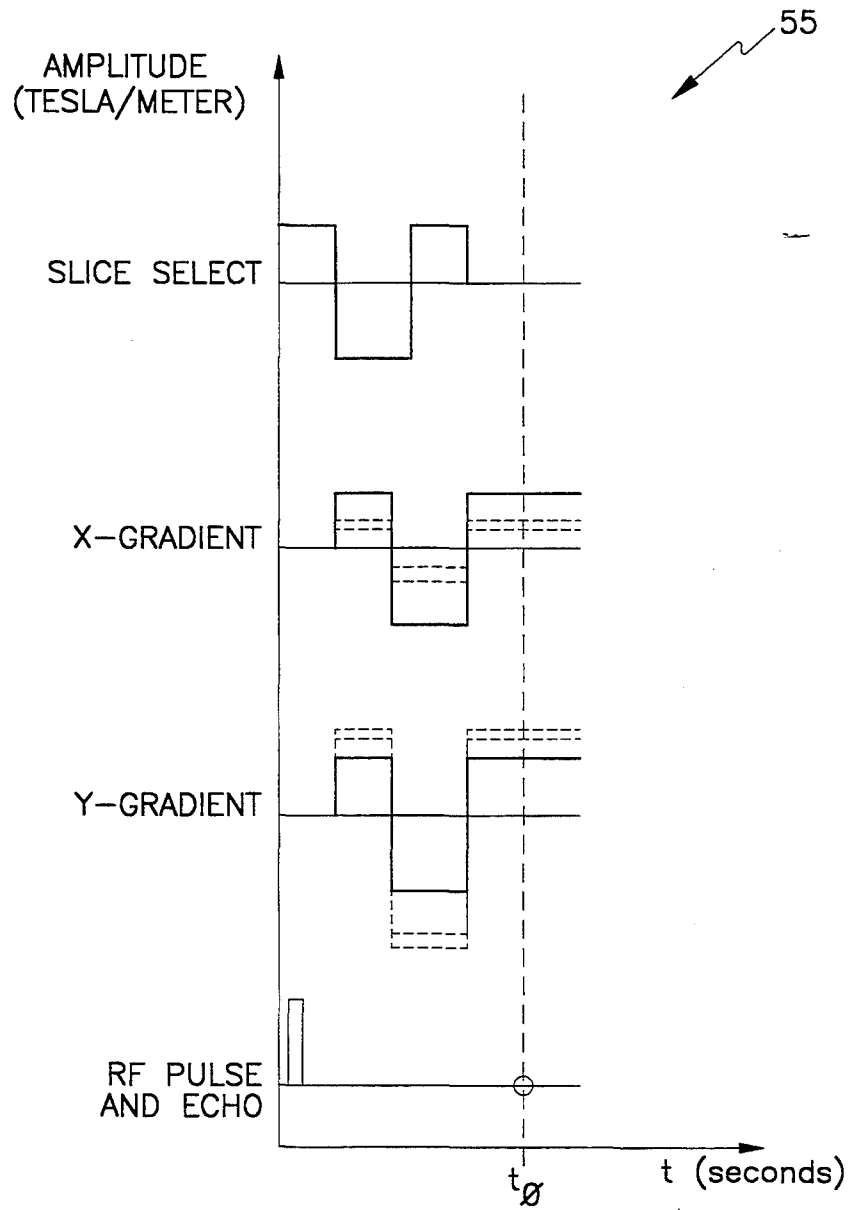 55
AMPLITUDE
(TESLA/METER)
SLICE SELECT
X-GRADIENT
Y-GRADIENT
RF PULSE
AND ECHO
tø
t (seconds)